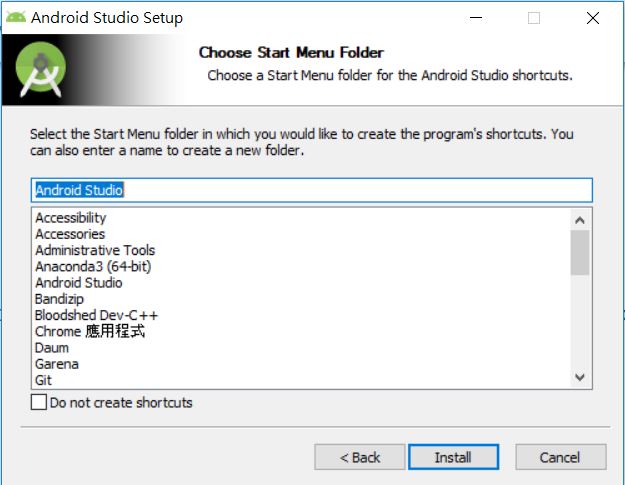 Android Studio Setup
Choose Start Menu Folder
Choose a Start Menu folder for the Android Studio shortcuts.
Select the Start Menu folder in which you would like to create the program's shortcuts. You
can also enter a name to create a new folder.
Android Studio
Accessibility
Accessories
Administrative Tools
Anaconda3 (64-bit)
Android Studio
Bandizip
Bloodshed Dev-C++
Chrome 應用程式
Daum
Garena
Git
Do not create shortcuts
< Back
Install
Cancel